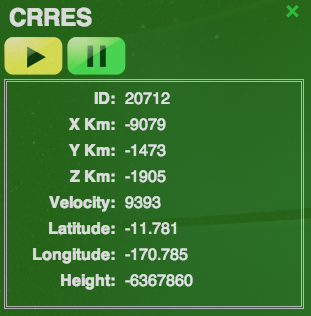 CRRES
ID: 20712
X Km: -9079
Y Km: -1473
Z Km: -1905
Velocity: 9393
Latitude: -11.781
Longitude: -170.785
Height: -6367860